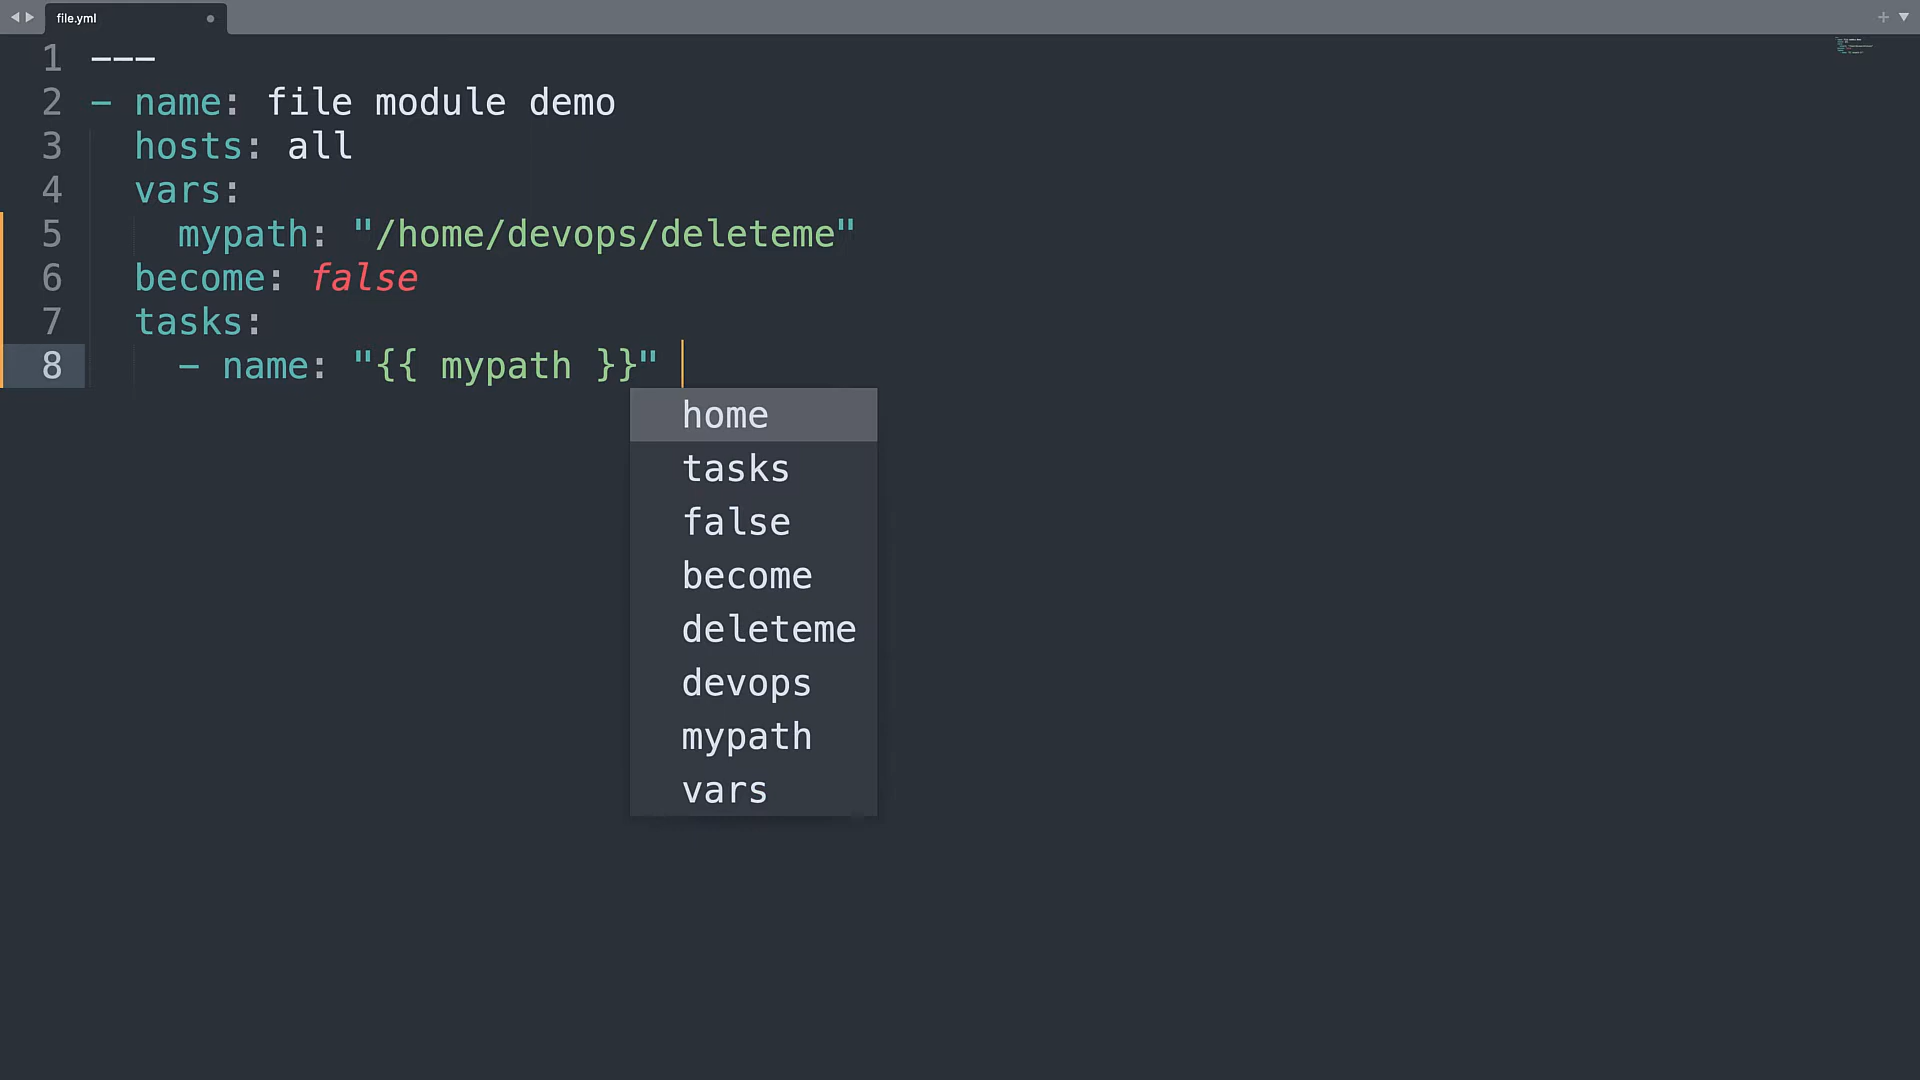 file.yml
1 ---
2 - name: file module demo
3 hosts: all
4 vars:
5 mypath: "/home/devops/deleteme"
6 become: false
7 tasks:
8 - name: "{{ mypath }}"
home
tasks
false
become
deleteme
devops
mypath
vars